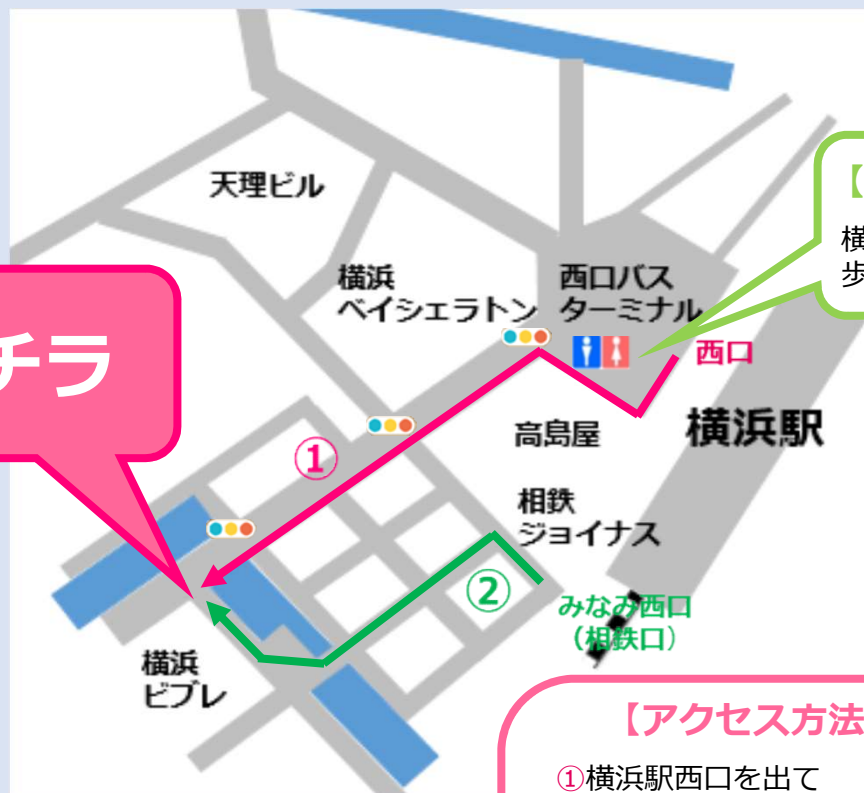 天理ビル
横浜
ベイシェラトン
西口バス
ターミナル
【
横
歩
西口
チラ
高島屋
横浜駅
①
相鉄
ジョイナス
②
みなみ西口
（相鉄口）
横浜
ビブレ
【アクセス方法
①横浜駅西口を出て